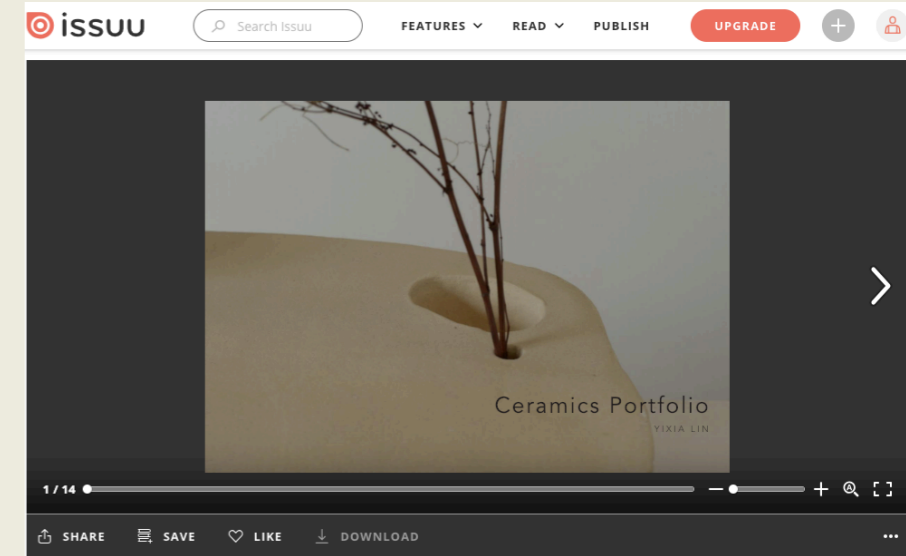 issuu
Search Issuu
FEATURES
READ
PUBLISH
UPGRADE
Ceramics Portfolio
YIXIA LIN
1 / 14
SHARE
SAVE
LIKE
DOWNLOAD